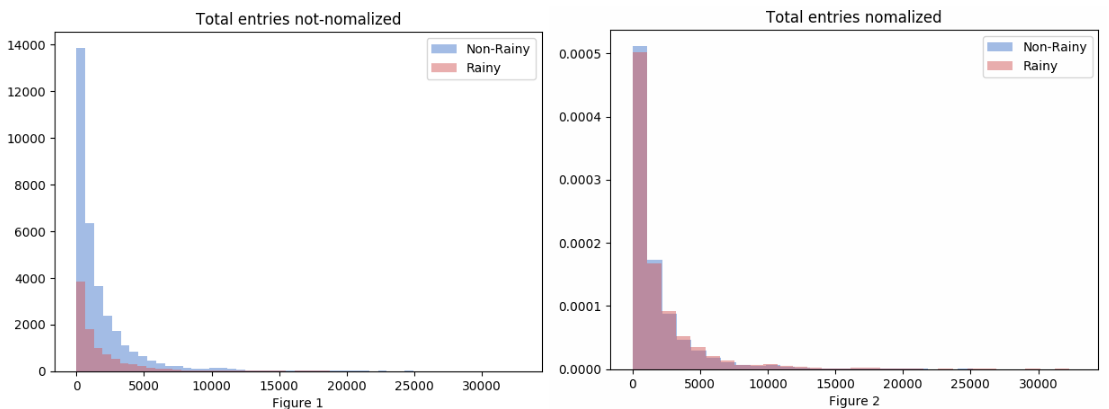 Total entries not-nomalized
14000
12000
10000
8000
6000
4000
2000
0
Non-Rainy
Rainy
0 5000 10000 15000 20000 25000 30000
Figure 1
Total entries nomalized
0.0005
0.0004
0.0003
0.0002
0.0001
0.0000
Non-Rainy
Rainy
0 5000 10000 15000 20000 25000 30000
Figure 2